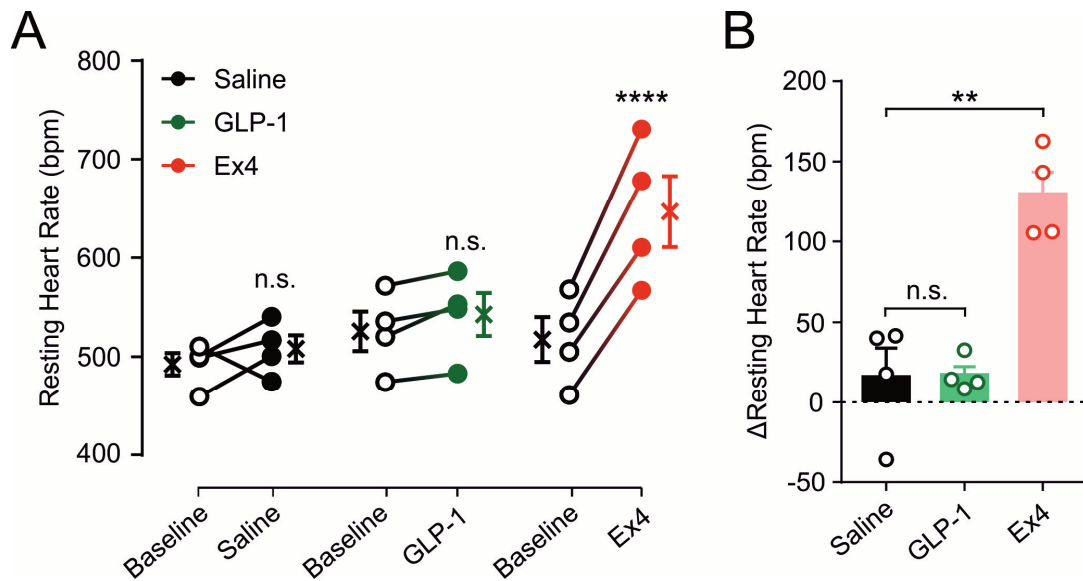 A
Resting Heart Rate (bpm)
800
700
600
500
400
Saline
GLP-1
Ex4
n.s.
n.s.
****
Baseline
Saline
Baseline
GLP-1
Baseline
Ex4
B
ΔResting Heart Rate (bpm)
200
150
100
50
0
-50
**
n.s.
Saline
GLP-1
Ex4